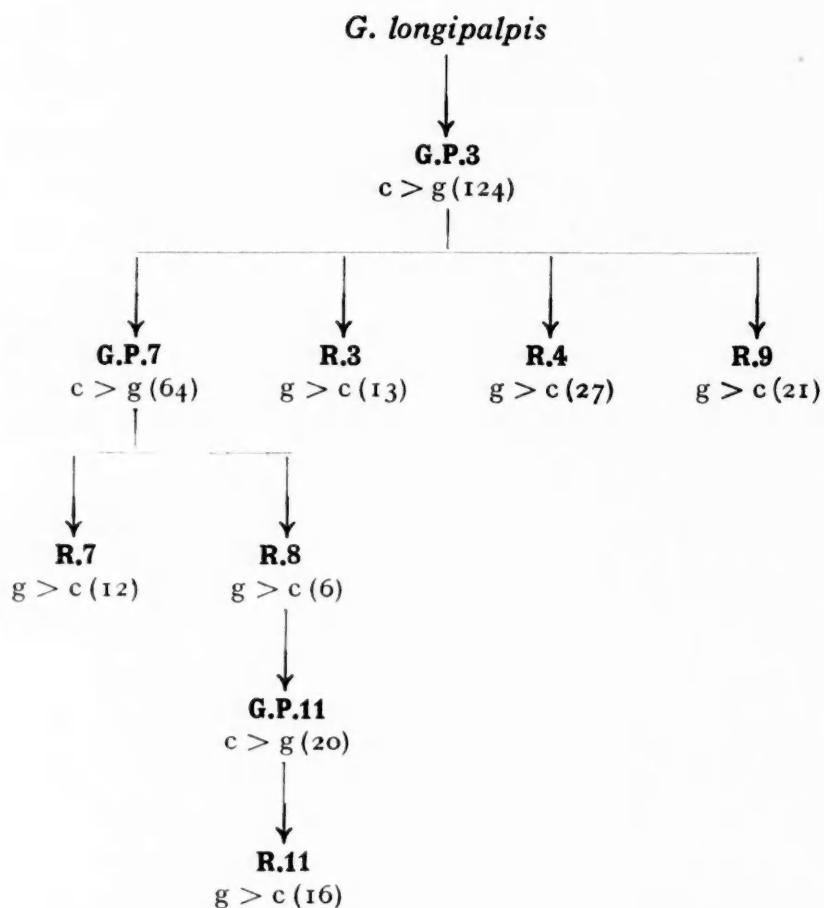 G. longipalpis
G.P.3
c > g (124)
G.P.7 R.3 R.4 R.9
c > g (64) g > c (13) g > c (27) g > c (21)
R.7 R.8
g > c (12) g > c (6)
G.P.11
c > g (20)
R.11
g > c (16)